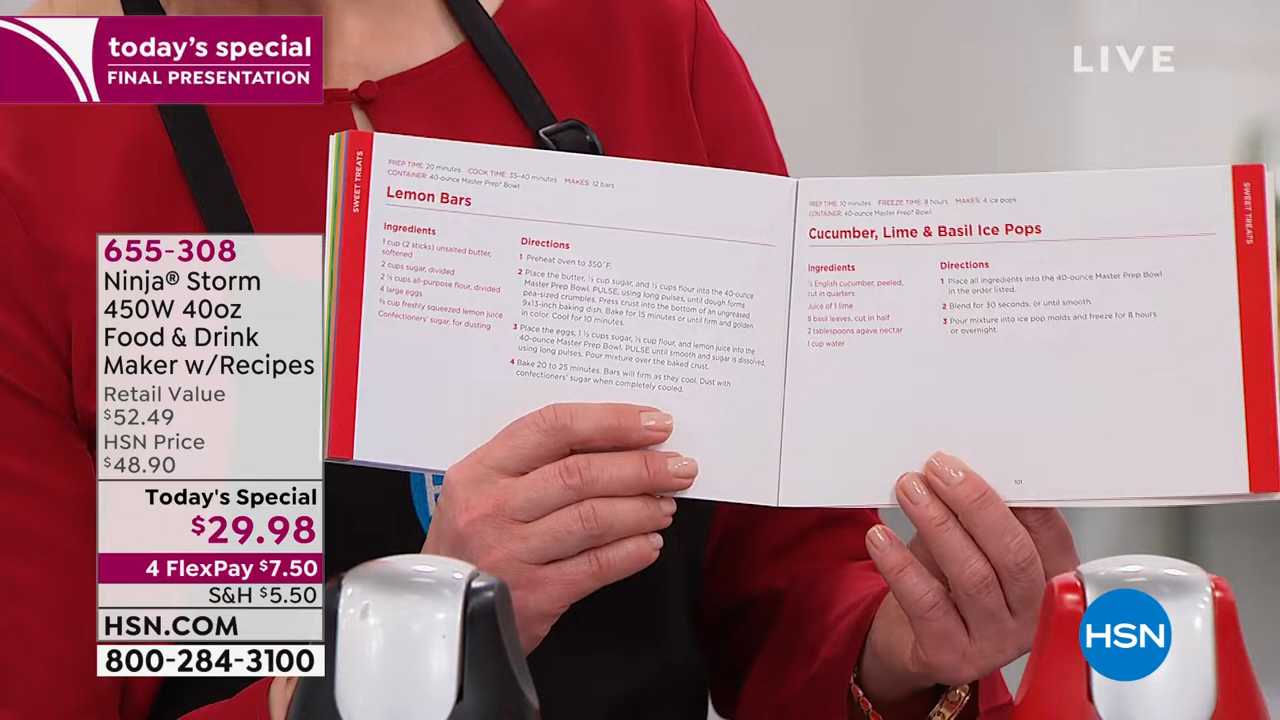 today's special
FINAL PRESENTATION
LIVE
655-308
Ninja® Storm
450W 40oz
Food & Drink
Maker w/Recipes
Retail Value
$52.49
HSN Price
$48.90
Today's Special
$29.98
4 FlexPay $7.50
S&H $5.50
HSN.COM
800-284-3100
SWEET TREATS
PREP TIME: 20 minutes COOK TIME: 35-40 minutes MAKES: 12 bars
CONTAINER: 40-ounce Master Prep® Bowl
Lemon Bars
Ingredients
1 cup (2 sticks) unsalted butter,
softened
2 cups sugar, divided
all-purpose flour, divided
4 large eggs
cup freshly squeezed lemon juice
Confectioners' sugar, for dusting
Directions
1 Preheat oven to 350°F.
2 Place the butter, ½ cup sugar, and cups flour into the 40-ounce
Master Prep Bowl. PULSE, using long pulses, until dough forms
pea-sized crumbles. Press crust into the bottom of an ungreased
9x13-inch baking dish. Bake for 15 minutes or until firm and golden
in color. Cool for 10 minutes.
3 Place the eggs, 1 ½ cups sugar, cup flour, and lemon juice into the
40-ounce Master Prep Bowl. PULSE until smooth and sugar is dissolved,
using long pulses. Pour mixture over the baked crust.
4 Bake 20 to 25 minutes. Bars will firm as they cool. Dust with
confectioners' sugar when completely cooled.
PREP TIME: 10 minutes FREEZE TIME: 8 hours MAKES: 4 ice pops
CONTAINER: 40-ounce Master Prep® Bowl
Cucumber, Lime & Basil Ice Pops
Ingredients
English cucumber, peeled,
cut in quarters
Juice of 1 lime
8 basil leaves, cut in half
2 tablespoons agave nectar
1 cup water
Directions
1 Place all ingredients into the 40-ounce Master Prep Bowl
in the order listed.
2 Blend for 30 seconds, or until smooth.
3 Pour mixture into ice pop molds and freeze for 8 hours
or overnight.
101
SWEET TREATS
HSN